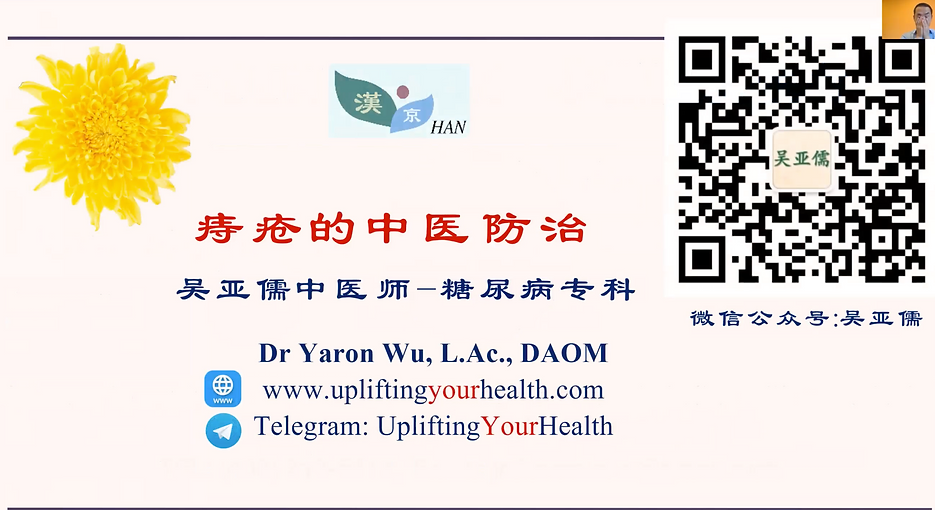 漢 京 HAN
吴亚儒
痔疮的中医防治
吴亚儒中医师-糖尿病专科
微信公众号:吴亚儒
Dr Yaron Wu, L.Ac., DAOM
www www.upliftingyourhealth.com
Telegram: UpliftingYourHealth